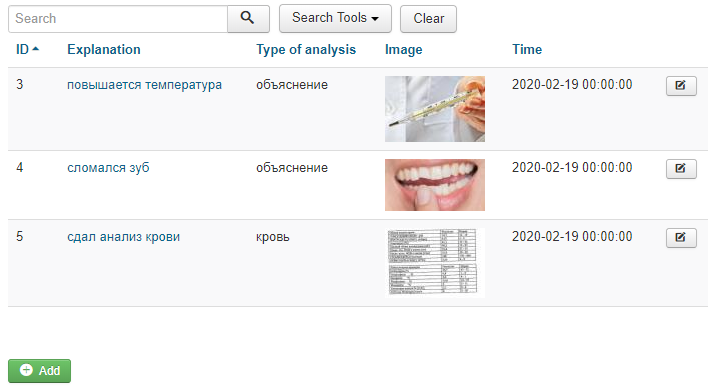 Search Search Tools Clear
ID Explanation Type of analysis Image Time
3 повышается температура объяснение 2020-02-19 00:00:00
4 сломался зуб объяснение 2020-02-19 00:00:00
5 сдал анализ крови кровь 2020-02-19 00:00:00
Add